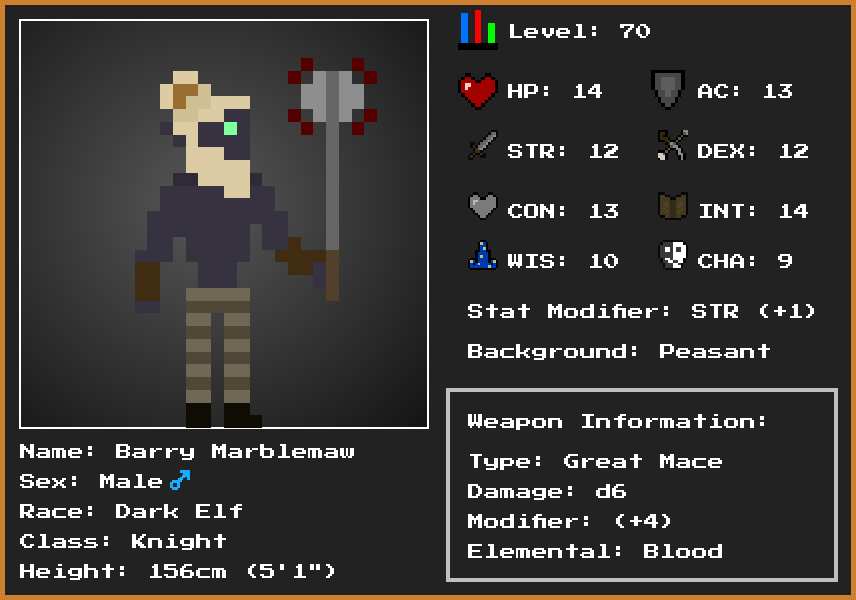 Level: 70
HP: 14 AC: 13
STR: 12 DEX: 12
CON: 13 INT: 14
WIS: 10 CHA: 9
Stat Modifier: STR (+1)
Background: Peasant
Weapon Information:
Type: Great Mace
Damage: d6
Modifier: (+4)
Elemental: Blood
Name: Barry Marblemaw
Sex: Male♂
Race: Dark Elf
Class: Knight
Height: 156cm (5'1")